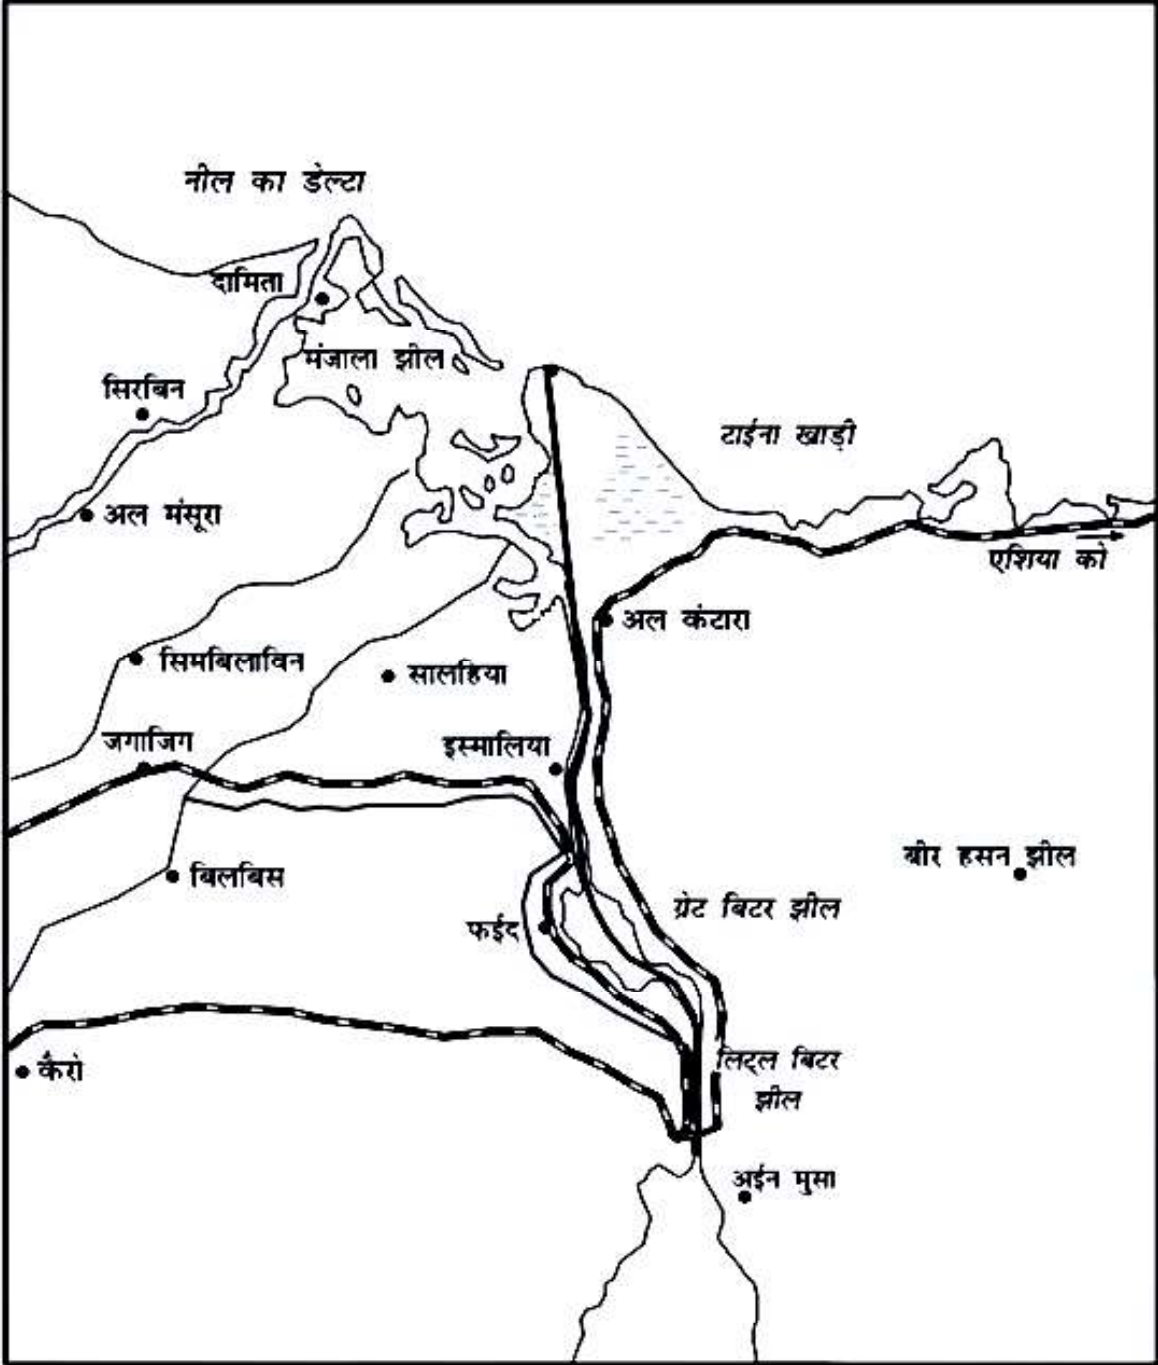 नील का डेल्टा
दामिता
मंजाला झील
सिरबिन
टाईना खाड़ी
अल मंसूरा
एशिया को
अल कंटारा
सिमबिलाविन
सालहिया
जगाजिग
इस्मालिया
बीर हसन झील
बिलबिस
ग्रेट बिटर झील
फईद
लिट्ल बिटर
झील
कैरो
अईन मुसा